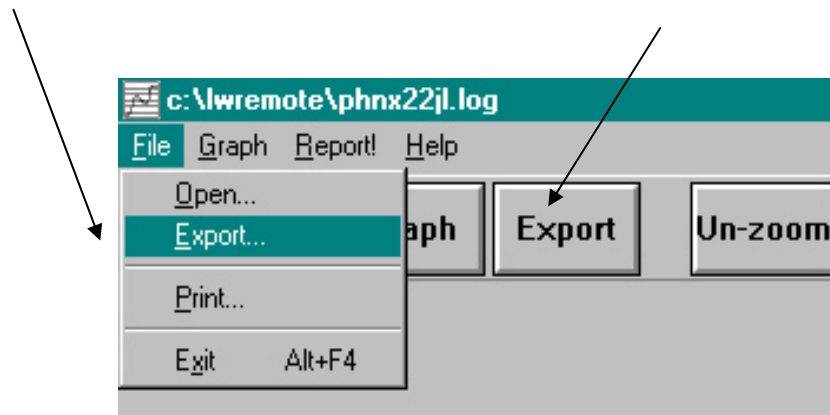 c:\lwremote\phnx22jl.log
File Graph Report! Help
Open...
Export...
aph Export Un-zoom
Print...
Exit Alt+F4